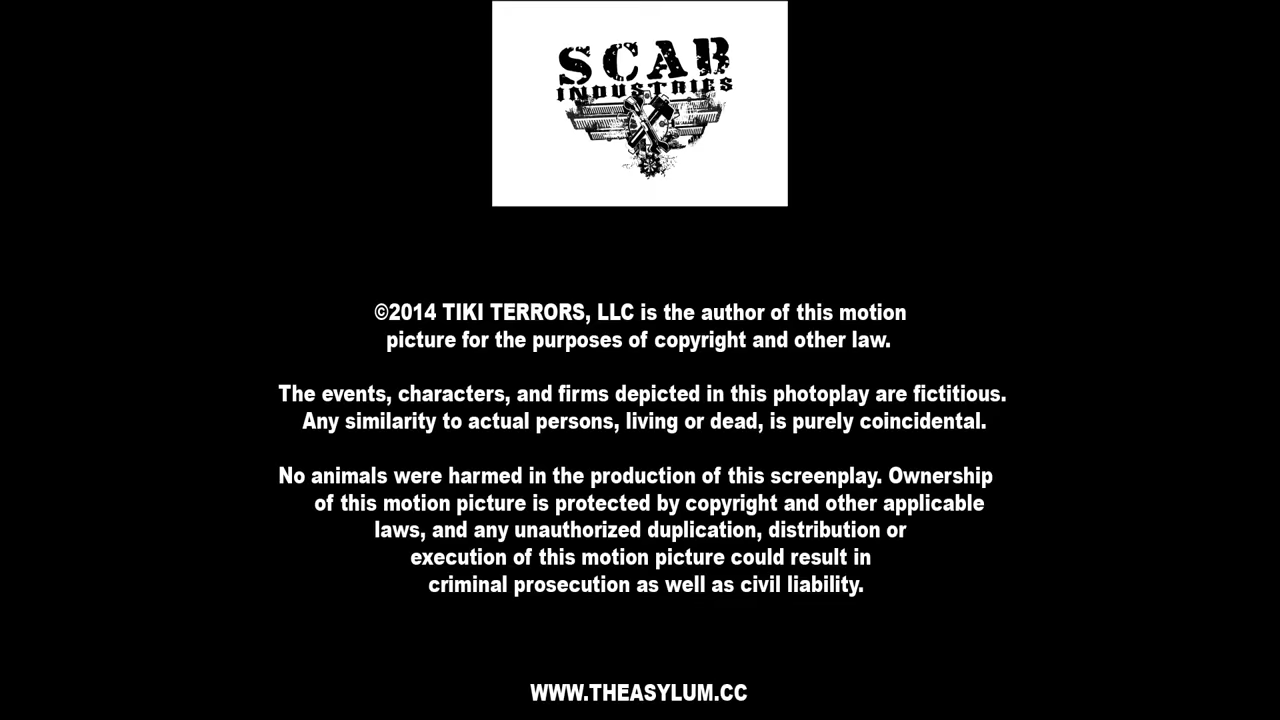 SCAB
INDUSTRIES
©2014 TIKI TERRORS, LLC is the author of this motion
picture for the purposes of copyright and other law.
The events, characters, and firms depicted in this photoplay are fictitious.
Any similarity to actual persons, living or dead, is purely coincidental.
No animals were harmed in the production of this screenplay. Ownership
of this motion picture is protected by copyright and other applicable
laws, and any unauthorized duplication, distribution or
execution of this motion picture could result in
criminal prosecution as well as civil liability.
WWW.THEASYLUM.CC